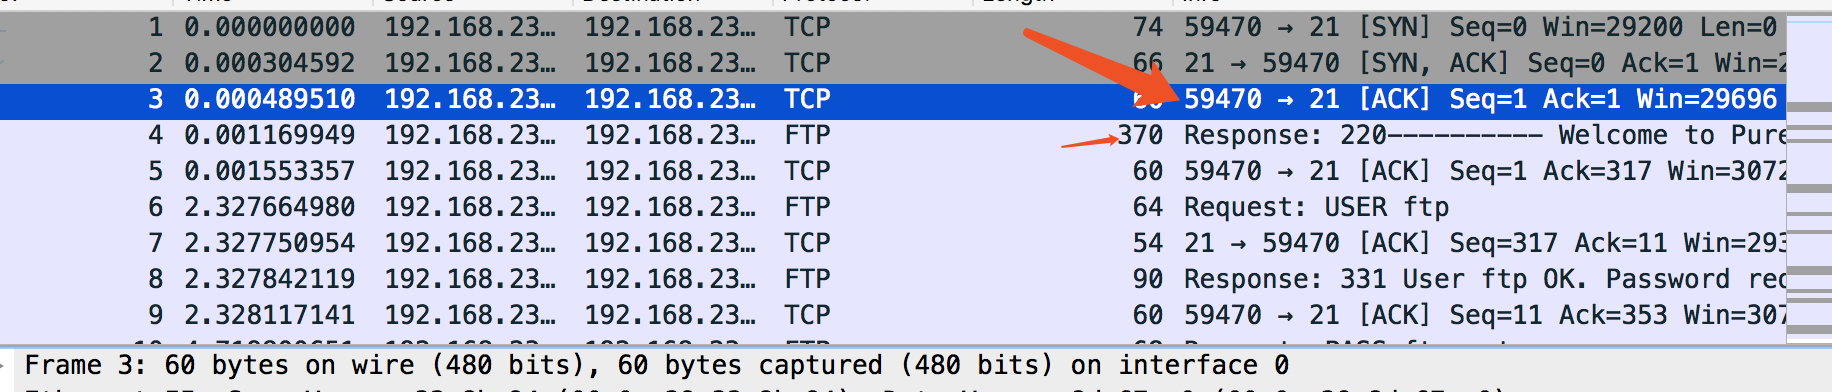 Time Source Destination Protocol Length Info
1 0.000000000 192.168.23… 192.168.23… TCP 74 59470 → 21 [SYN] Seq=0 Win=29200 Len=0
2 0.000304592 192.168.23… 192.168.23… TCP 66 21 → 59470 [SYN, ACK] Seq=0 Ack=1
3 0.000489510 192.168.23… 192.168.23… TCP 60 59470 → 21 [ACK] Seq=1 Ack=1 Win=29696
4 0.001169949 192.168.23… 192.168.23… FTP 370 Response: 220---------- Welcome to Pure
5 0.001553357 192.168.23… 192.168.23… TCP 60 59470 → 21 [ACK] Seq=1 Ack=317 Win=3072
6 2.327664980 192.168.23… 192.168.23… FTP 64 Request: USER ftp
7 2.327750954 192.168.23… 192.168.23… TCP 54 21 → 59470 [ACK] Seq=317 Ack=11 Win=293
8 2.327842119 192.168.23… 192.168.23… FTP 90 Response: 331 User ftp OK. Password req
9 2.328117141 192.168.23… 192.168.23… TCP 60 59470 → 21 [ACK] Seq=11 Ack=353 Win=307
Frame 3: 60 bytes on wire (480 bits), 60 bytes captured (480 bits) on interface 0